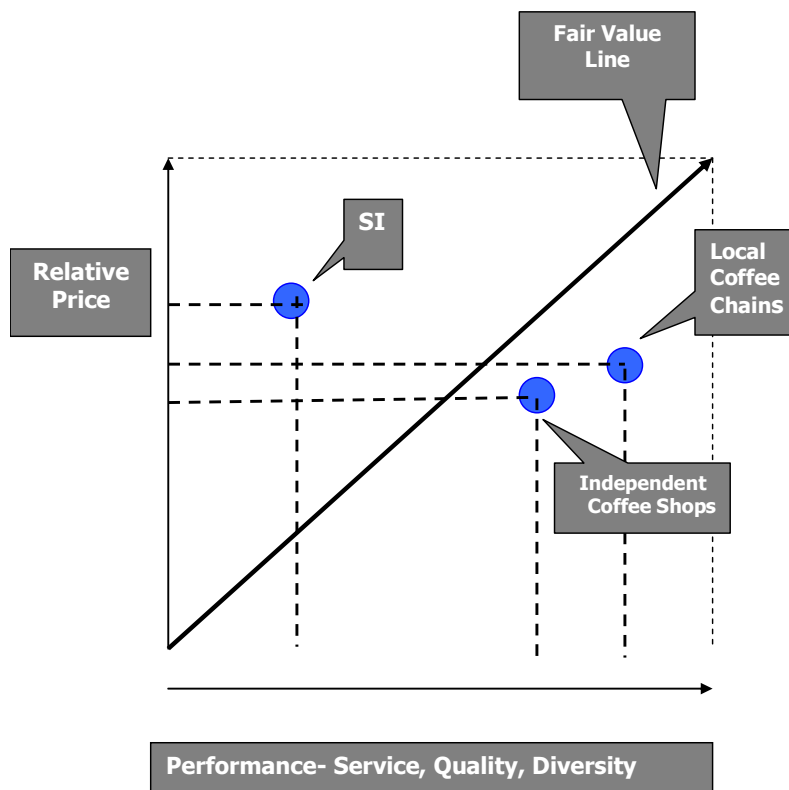 Fair Value
Line
SI
Local
Coffee
Chains
Relative
Price
Independent
Coffee Shops
Performance- Service, Quality, Diversity